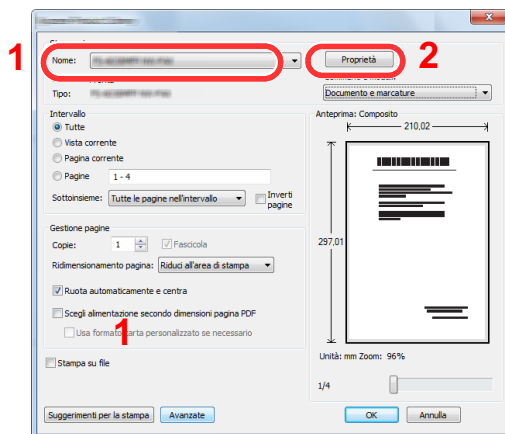 1
2
Nome:
Proprietà
Tipo:
Documento e marcature
Intervallo
Anteprima: Composito
Tutte
210,02
Vista corrente
Pagina corrente
Pagine 1 - 4
Sottoinsieme: Tutte le pagine nell'intervallo
Inverti
pagine
Gestione pagine
297,01
Copie: 1 Fascicola
Ridimensionamento pagina: Riduci all'area di stampa
Ruota automaticamente e centra
Scegli alimentazione secondo dimensioni pagina PDF
Usa formato carta personalizzato se necessario
1
Unità: mm Zoom: 96%
Stampa su file
1/4
Suggerimenti per la stampa Avanzate OK Annulla